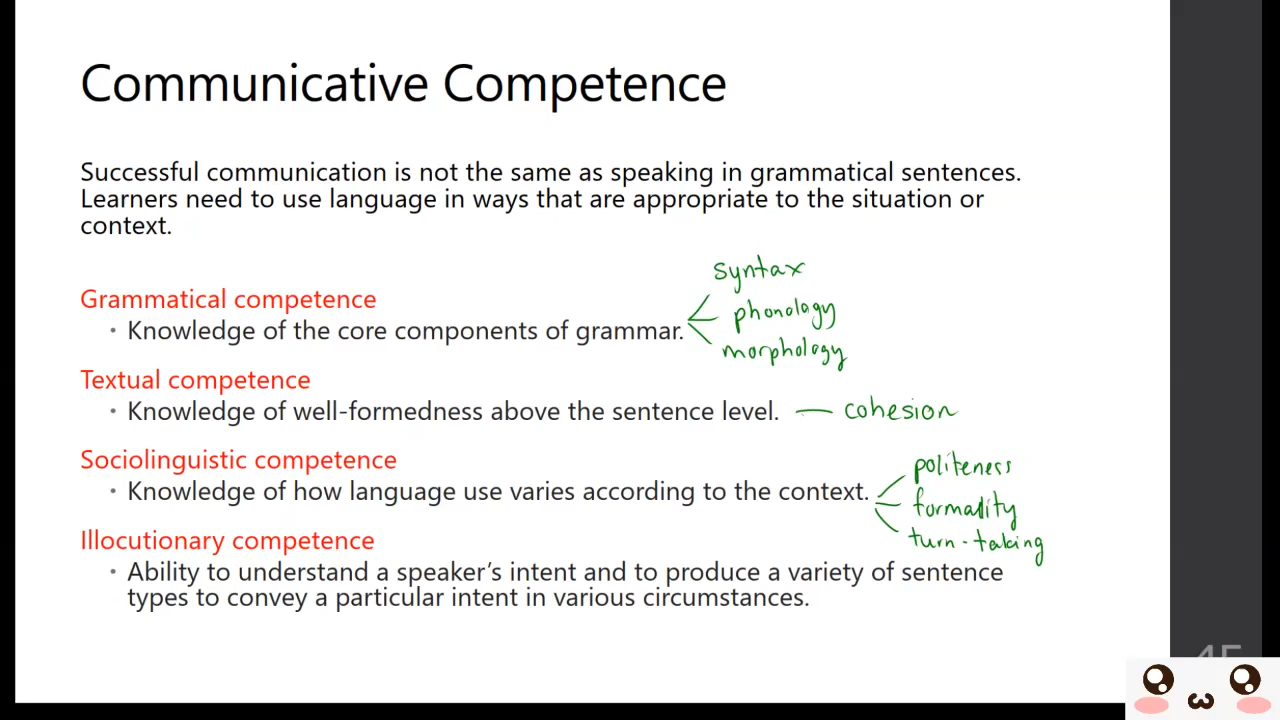 Communicative Competence
Successful communication is not the same as speaking in grammatical sentences.
Learners need to use language in ways that are appropriate to the situation or
context.
syntax
Grammatical competence
phonology
• Knowledge of the core components of grammar.
morphology
Textual competence
• Knowledge of well-formedness above the sentence level. — cohesion
Sociolinguistic competence
politeness
• Knowledge of how language use varies according to the context.
formality
Illocutionary competence
turn-taking
• Ability to understand a speaker's intent and to produce a variety of sentence
types to convey a particular intent in various circumstances.